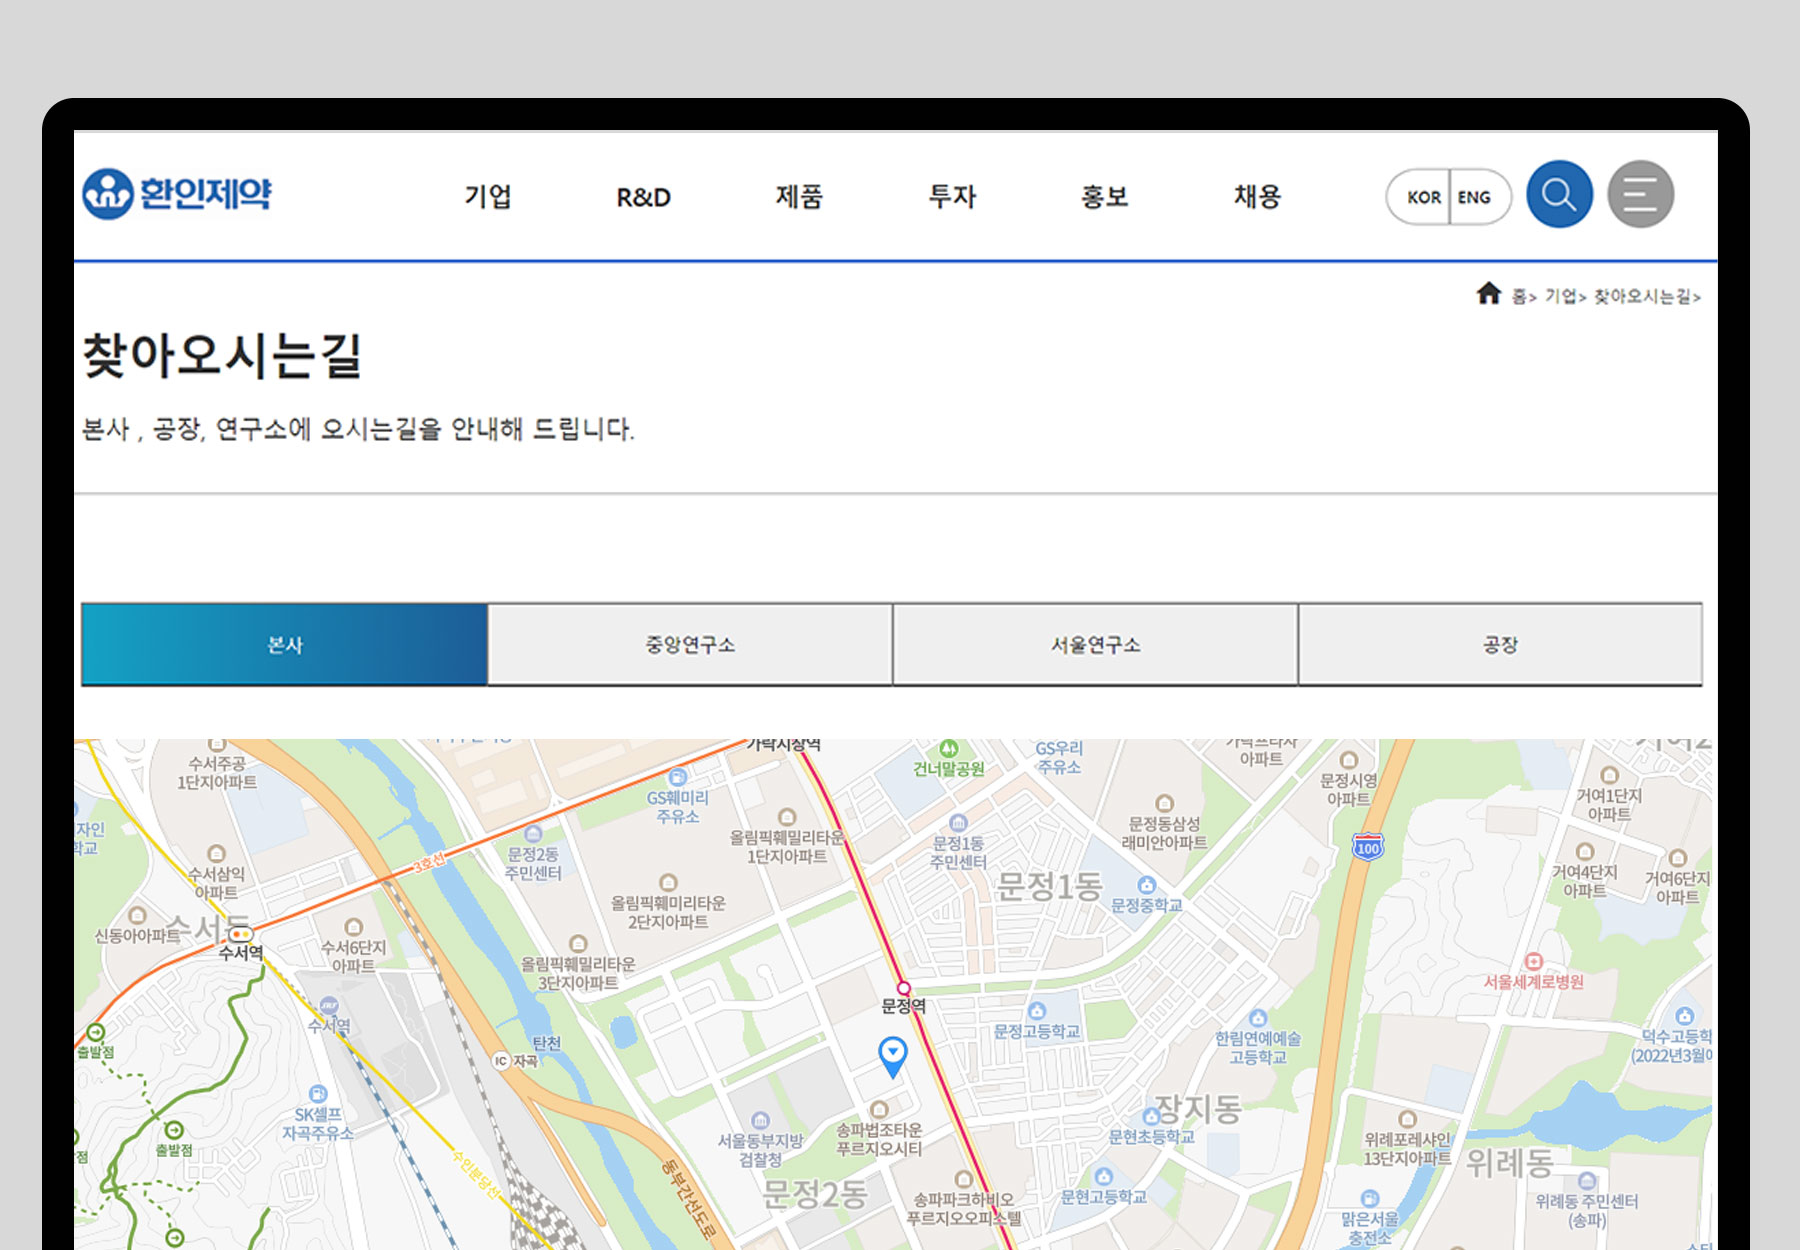 환인제약
기업
R&D
제품
투자
홍보
채용
KOR
ENG
홈> 기업> 찾아오시는길>
찾아오시는길
본사 , 공장, 연구소에 오시는길을 안내해 드립니다.
본사
중앙연구소
서울연구소
공장
가락시장역
수서주공
1단지아파트
GS훼미리
주유소
건너말공원
GS우리
주유소
아파트
문정시영
아파트
거여1단지
아파트
자인
학교
올림픽훼밀리타운
1단지아파트
문정1동
주민센터
문정동삼성
래미안아파트
100
문정2동
주민센터
3호선
수서삼익
아파트
올림픽훼미리타운
2단지아파트
문정1동
문정중학교
거여4단지
아파트
거여6단지
아파트
신동아아파트
수서역
수서6단지
아파트
올림픽훼밀리타운
3단지아파트
서울세계로병원
문정역
수서역
문정고등학교
한림연예예술
고등학교
덕수고등학
(2022년3월
출발점
탄천
IC 자곡
SK셀프
자곡주유소
장지동
서울동부지방
검찰청
송파법조타운
푸르지오시티
문현초등학교
위례포레샤인
13단지아파트
위례동
출발점
점
수인분당선
동부간선도로
문정2동
송파파크하비오
푸르지오오피스텔
문현고등학교
맑은서울
충전소
위례동 주민센터
(송파)